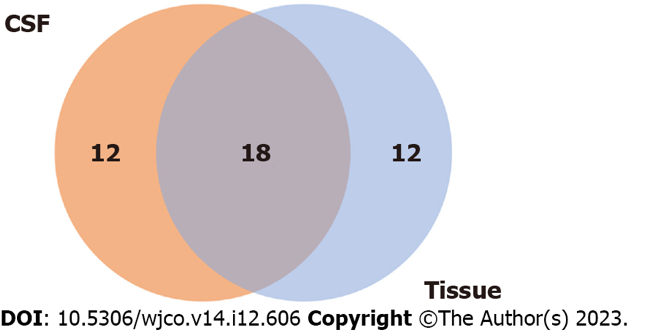 CSF
12 18 12
Tissue
DOI: 10.5306/wjco.v14.i12.606 Copyright ©The Author(s) 2023.